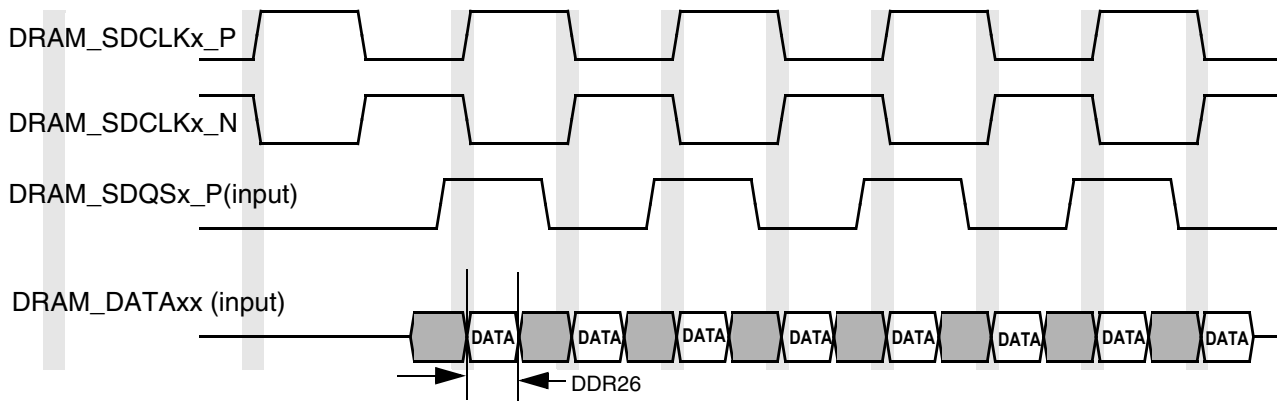 DRAM_SDCLKx_P
DRAM_SDCLKx_N
DRAM_SDQSx_P(input)
DRAM_DATAxx (input)
DATA DATA DATA DATA DATA DATA DATA DATA
DDR26